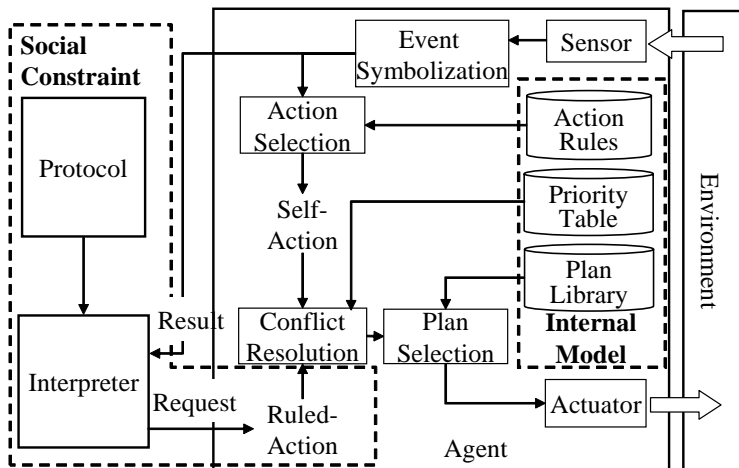 Social
Constraint
Protocol
Interpreter
Event
Symbolization
Sensor
Action
Selection
Action
Rules
Self-
Action
Priority
Table
Plan
Library
Internal
Model
Result
Conflict
Resolution
Plan
Selection
Request
Ruled-
Action
Actuator
Agent
Environment